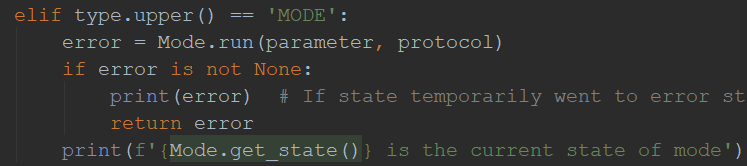 elif type.upper() == 'MODE':
error = Mode.run(parameter, protocol)
if error is not None:
print(error)  # If state temporarily went to error st
return error
print(f'{Mode.get_state()} is the current state of mode')